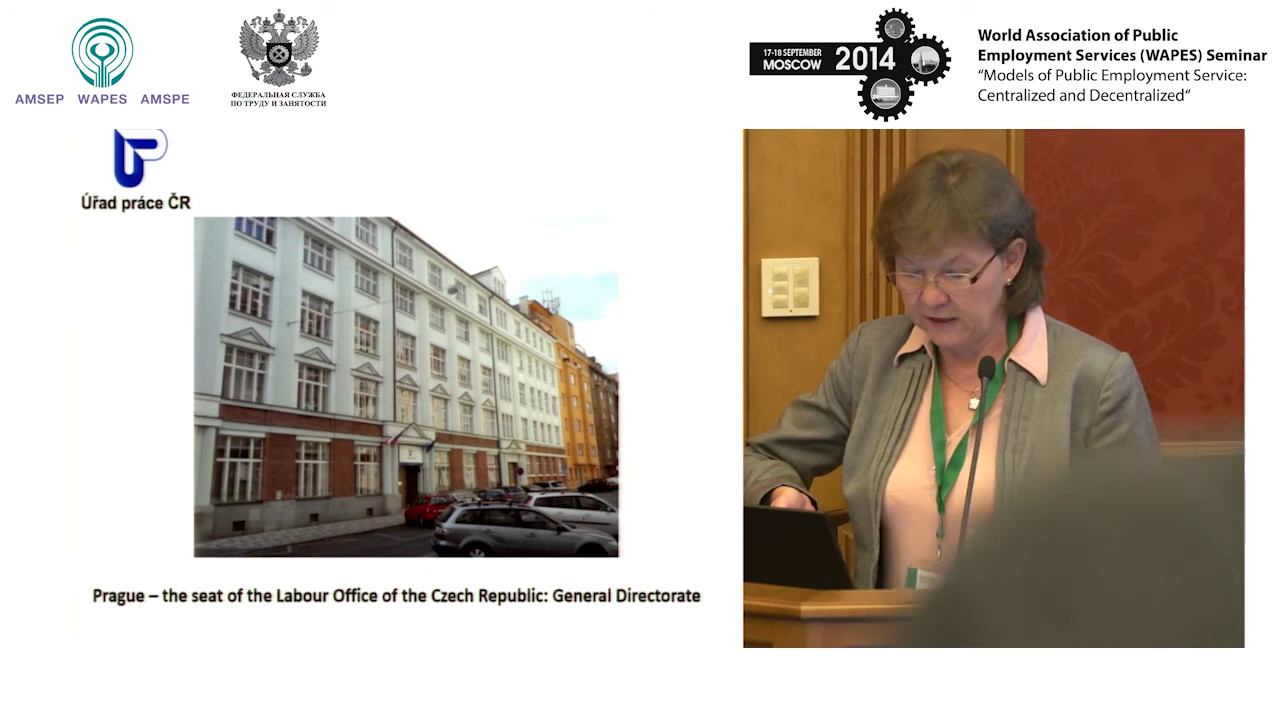 AMSEP WAPES AMSPE
ФЕДЕРАЛЬНАЯ СЛУЖБА
ПО ТРУДУ И ЗАНЯТОСТИ
17-18 SEPTEMBER
MOSCOW
2014
World Association of Public
Employment Services (WAPES) Seminar
“Models of Public Employment Service:
Centralized and Decentralized“
Úřad práce ČR
Prague – the seat of the Labour Office of the Czech Republic: General Directorate